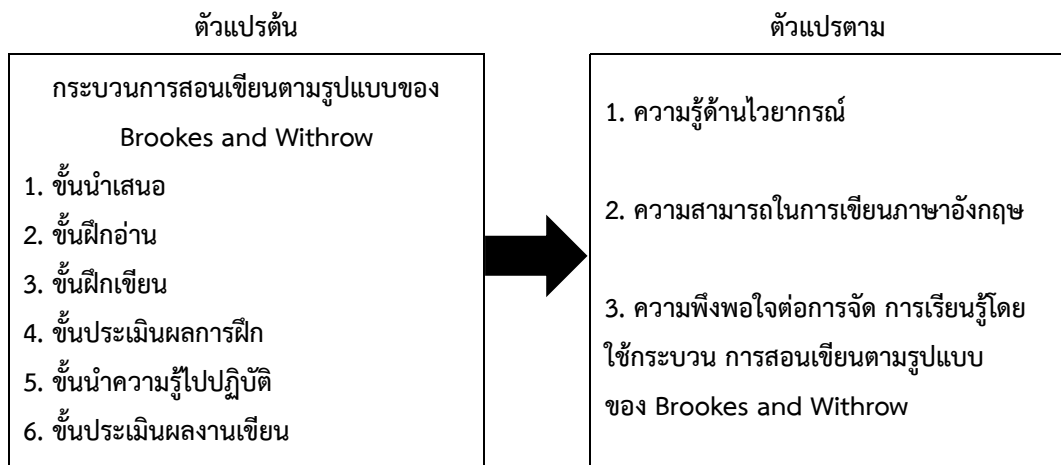 ตัวแปรต้น
กระบวนการสอนเขียนตามรูปแบบของ
Brookes and Withrow
1. ขั้นนำเสนอ
2. ขั้นฝึกอ่าน
3. ขั้นฝึกเขียน
4. ขั้นประเมินผลการฝึก
5. ขั้นนำความรู้ไปปฏิบัติ
6. ขั้นประเมินผลงานเขียน
ตัวแปรตาม
1. ความรู้ด้านไวยากรณ์
2. ความสามารถในการเขียนภาษาอังกฤษ
3. ความพึงพอใจต่อการจัด การเรียนรู้โดย
ใช้กระบวน การสอนเขียนตามรูปแบบ
ของ Brookes and Withrow